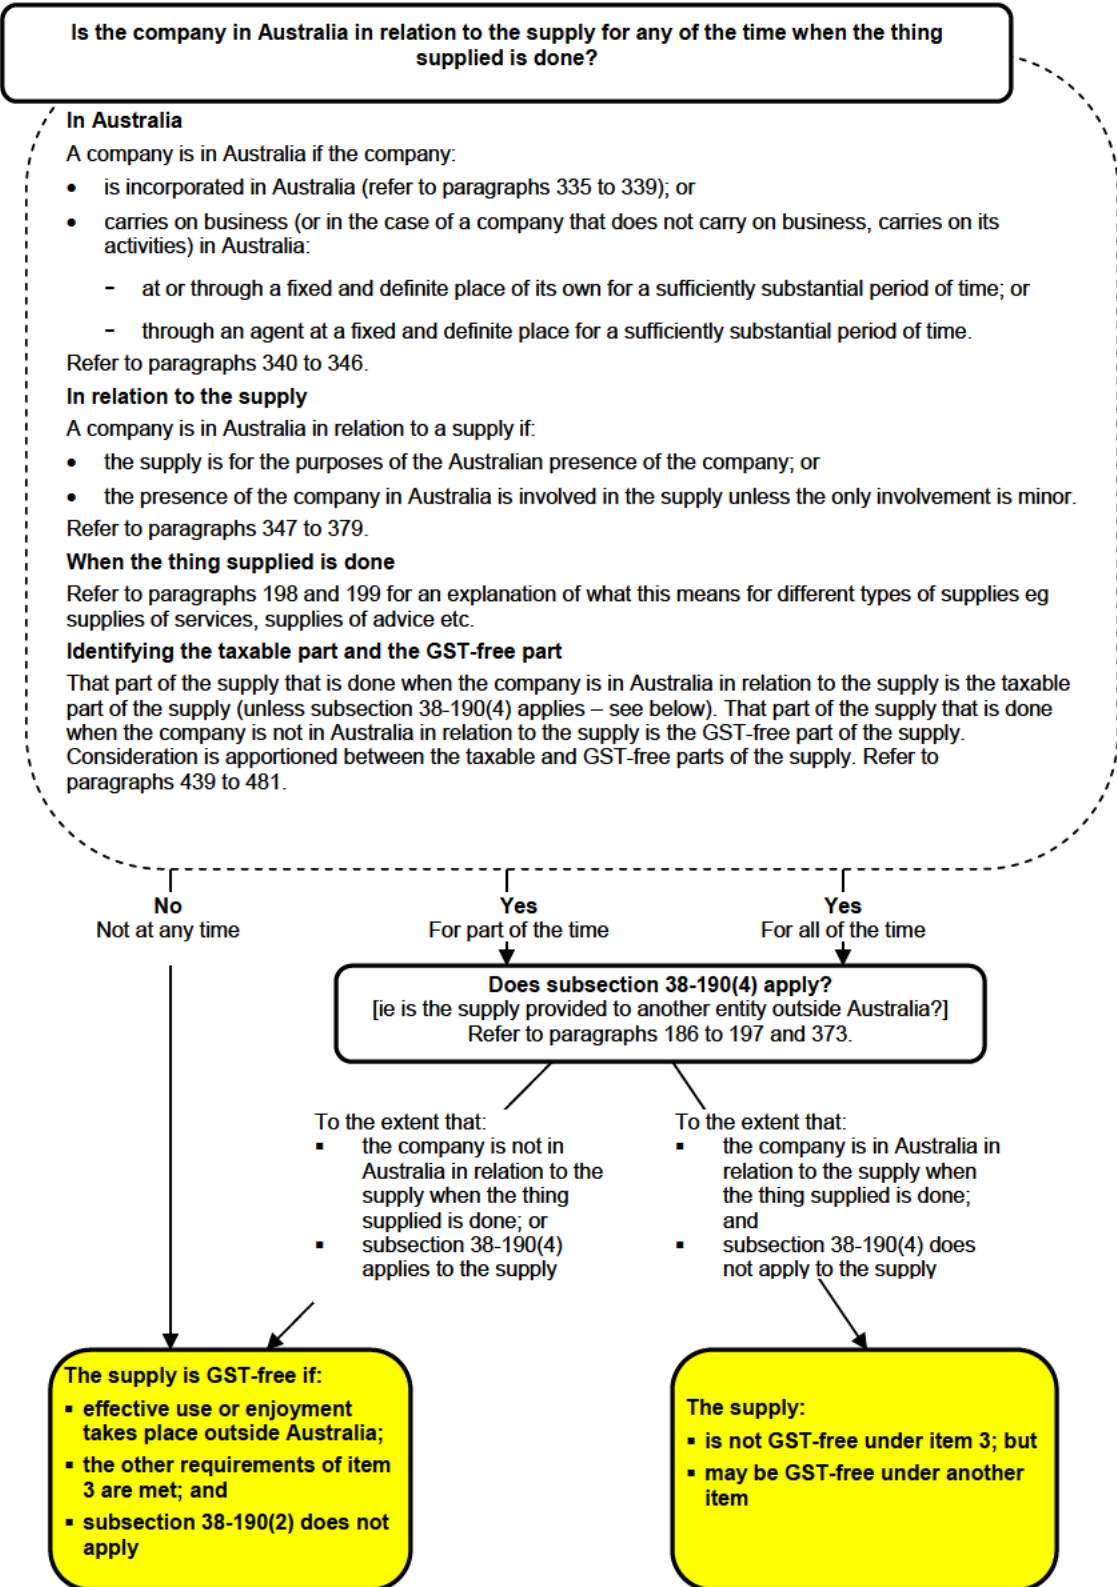 Is the company in Australia in relation to the supply for any of the time when the thing
supplied is done?
In Australia
A company is in Australia if the company:
• is incorporated in Australia (refer to paragraphs 335 to 339); or
• carries on business (or in the case of a company that does not carry on business, carries on its
activities) in Australia:
- at or through a fixed and definite place of its own for a sufficiently substantial period of time; or
- through an agent at a fixed and definite place for a sufficiently substantial period of time.
Refer to paragraphs 340 to 346.
In relation to the supply
A company is in Australia in relation to a supply if:
• the supply is for the purposes of the Australian presence of the company; or
• the presence of the company in Australia is involved in the supply unless the only involvement is minor.
Refer to paragraphs 347 to 379.
When the thing supplied is done
Refer to paragraphs 198 and 199 for an explanation of what this means for different types of supplies eg
supplies of services, supplies of advice etc.
Identifying the taxable part and the GST-free part
That part of the supply that is done when the company is in Australia in relation to the supply is the taxable
part of the supply (unless subsection 38-190(4) applies – see below). That part of the supply that is done
when the company is not in Australia in relation to the supply is the GST-free part of the supply.
Consideration is apportioned between the taxable and GST-free parts of the supply. Refer to
paragraphs 439 to 481.
No
Not at any time
Yes
For part of the time
Yes
For all of the time
Does subsection 38-190(4) apply?
[ie is the supply provided to another entity outside Australia?]
Refer to paragraphs 186 to 197 and 373.
To the extent that:
▪ the company is not in
Australia in relation to the
supply when the thing
supplied is done; or
▪ subsection 38-190(4)
applies to the supply
To the extent that:
▪ the company is in Australia in
relation to the supply when
the thing supplied is done;
and
▪ subsection 38-190(4) does
not apply to the supply
The supply is GST-free if:
▪ effective use or enjoyment
takes place outside Australia;
▪ the other requirements of item
3 are met; and
▪ subsection 38-190(2) does not
apply
The supply:
▪ is not GST-free under item 3; but
▪ may be GST-free under another
item